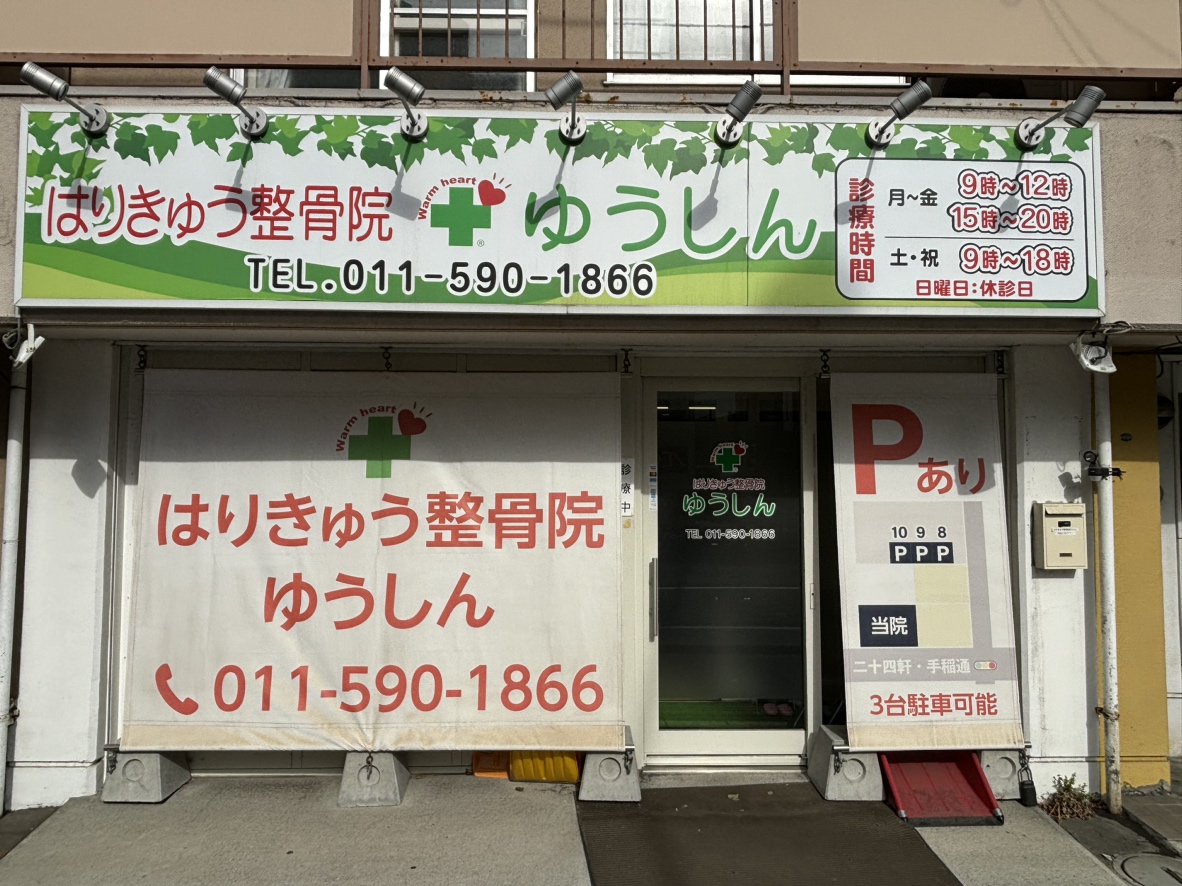 はりきゅう整骨院
Warm heart
®
ゆうしん
TEL.011-590-1866
診療時間
月~金
9時~12時
15時~20時
土・祝
9時~18時
日曜日:休診日
Warm heart
はりきゅう整骨院
ゆうしん
011-590-1866
診療中
はりきゅう整骨院
ゆうしん
TEL 011-590-1866
Pあり
10 9 8
P P P
当院
二十四軒・手稲通
3台駐車可能